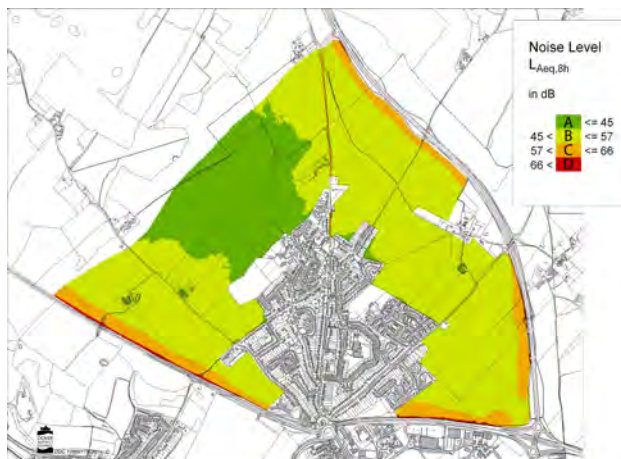 Noise Level
LAeq,8h
in dB
A <= 45
45 < B <= 57
57 < C <= 66
66 < D